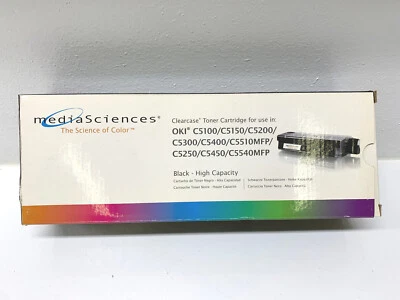 mediaSciences®
The Science of Color™
Clearcase® Toner Cartridge for use in:
OKI® C5100/C5150/C5200/
C5300/C5400/C5510MFP/
C5250/C5450/C5540MFP
Black - High Capacity